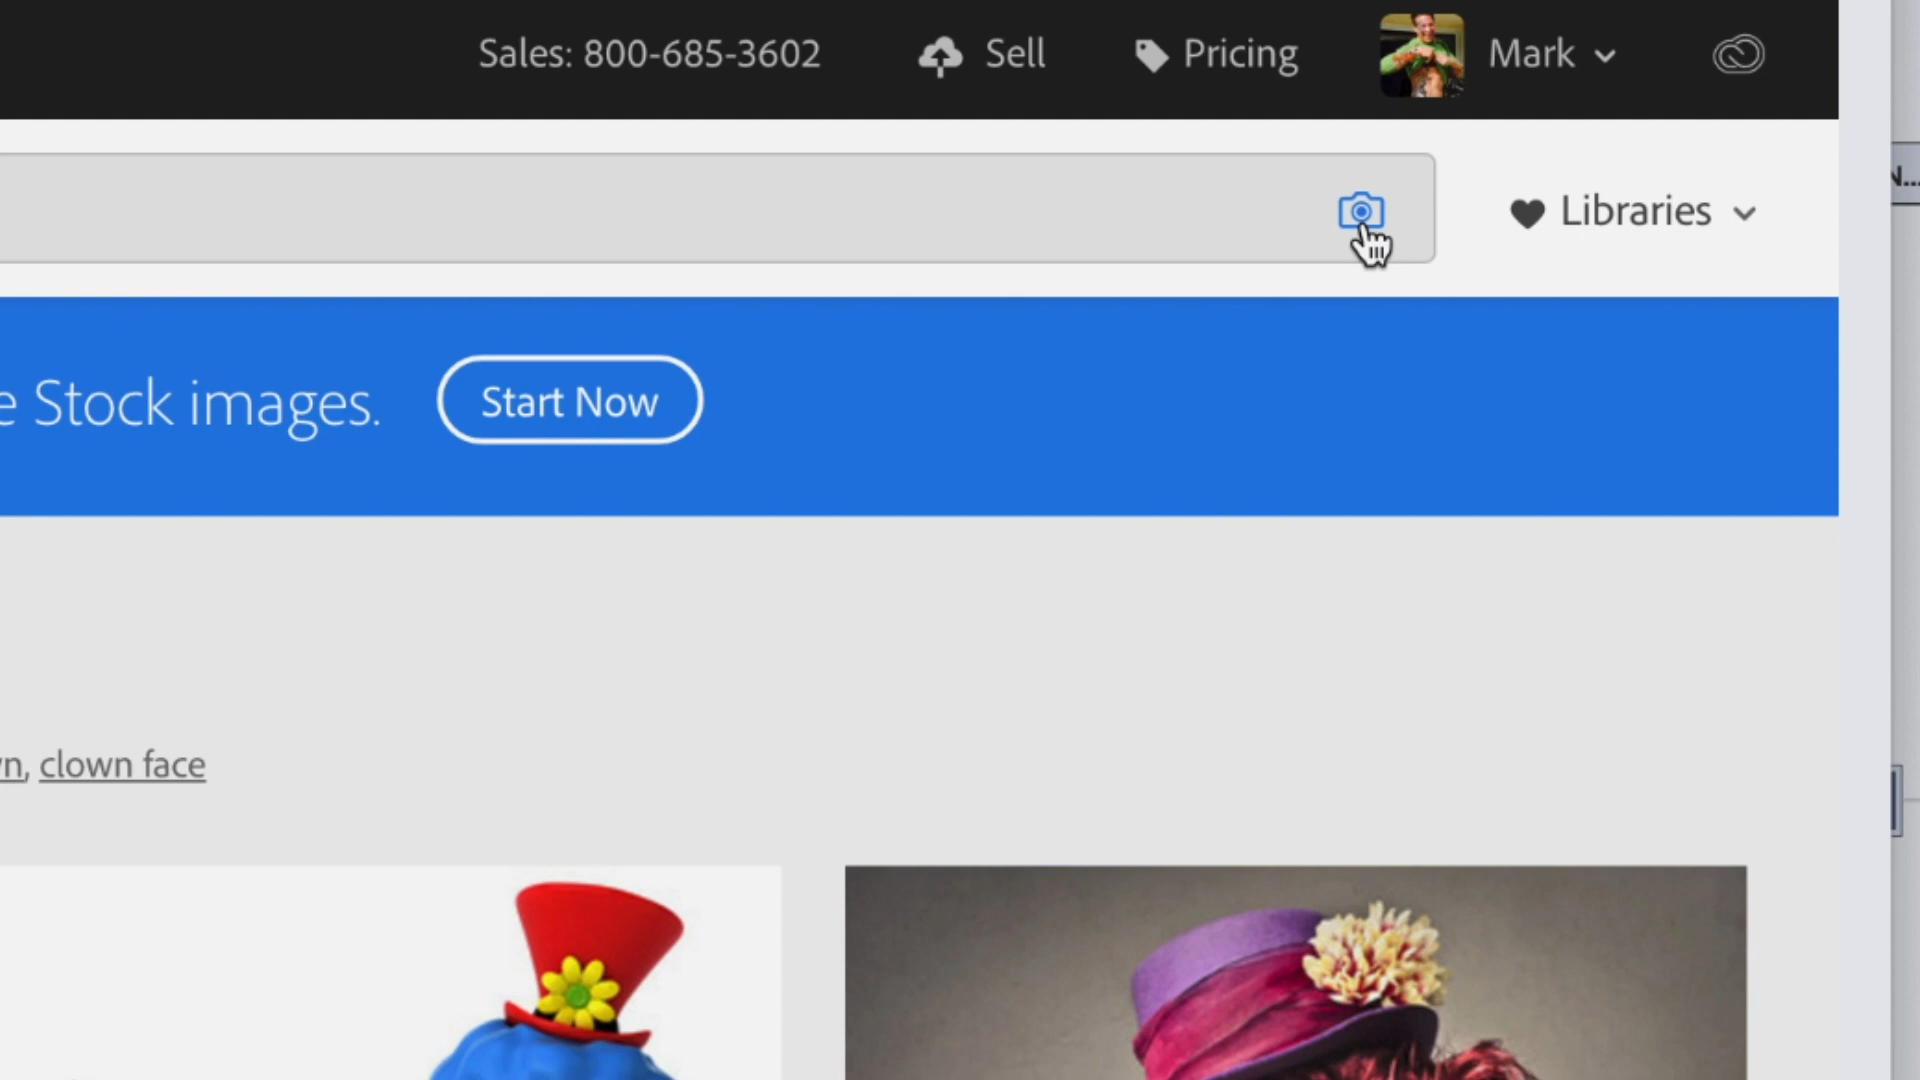 Sales: 800-685-3602 Sell Pricing Mark
Libraries
e Stock images. Start Now
n, clown face
N...